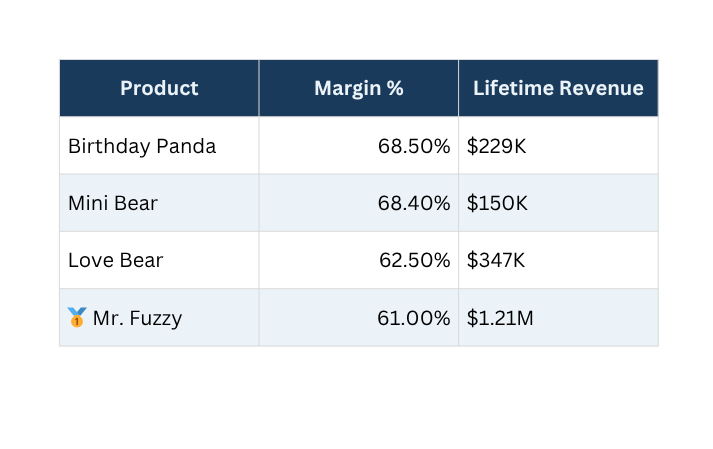 Product Margin % Lifetime Revenue
Birthday Panda 68.50% $229K
Mini Bear 68.40% $150K
Love Bear 62.50% $347K
🥇 Mr. Fuzzy 61.00% $1.21M